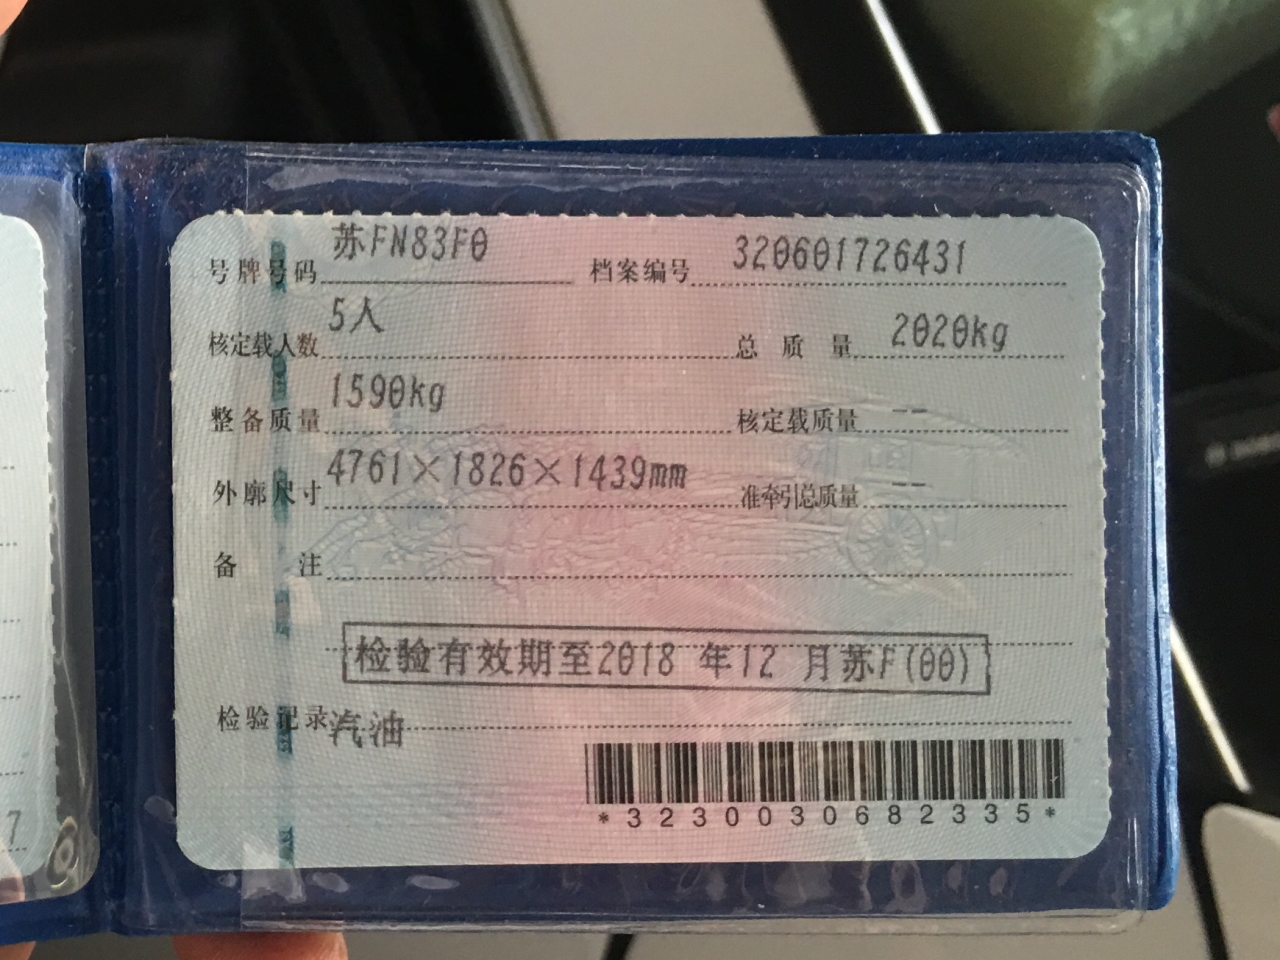 号牌号码 苏FN83F0 档案编号 320601726431
核定载人数 5人 总质量 2020kg
整备质量 1590kg 核定载质量 --
外廓尺寸 4761×1826×1439mm 准牵引总质量 --
备注
检验有效期至2018 年12 月苏F(00)
检验记录 汽油
*3230030682335*
7